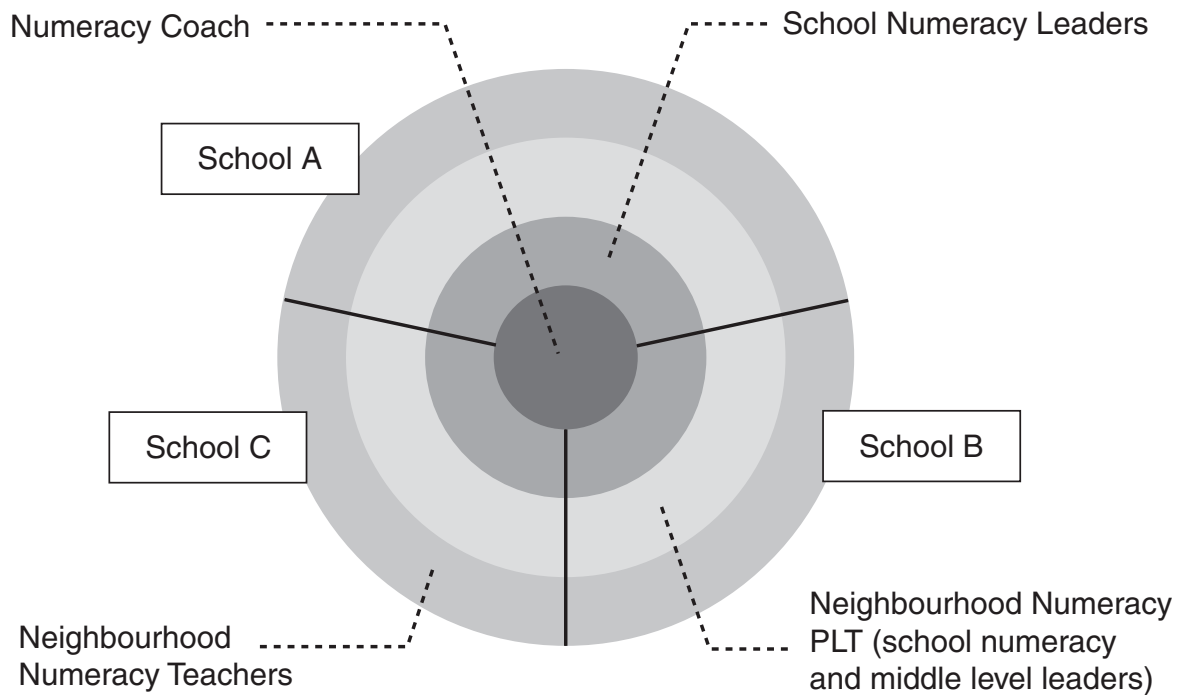 Numeracy Coach
School Numeracy Leaders
School A
School C
School B
Neighbourhood
Numeracy Teachers
Neighbourhood Numeracy
PLT (school numeracy
and middle level leaders)